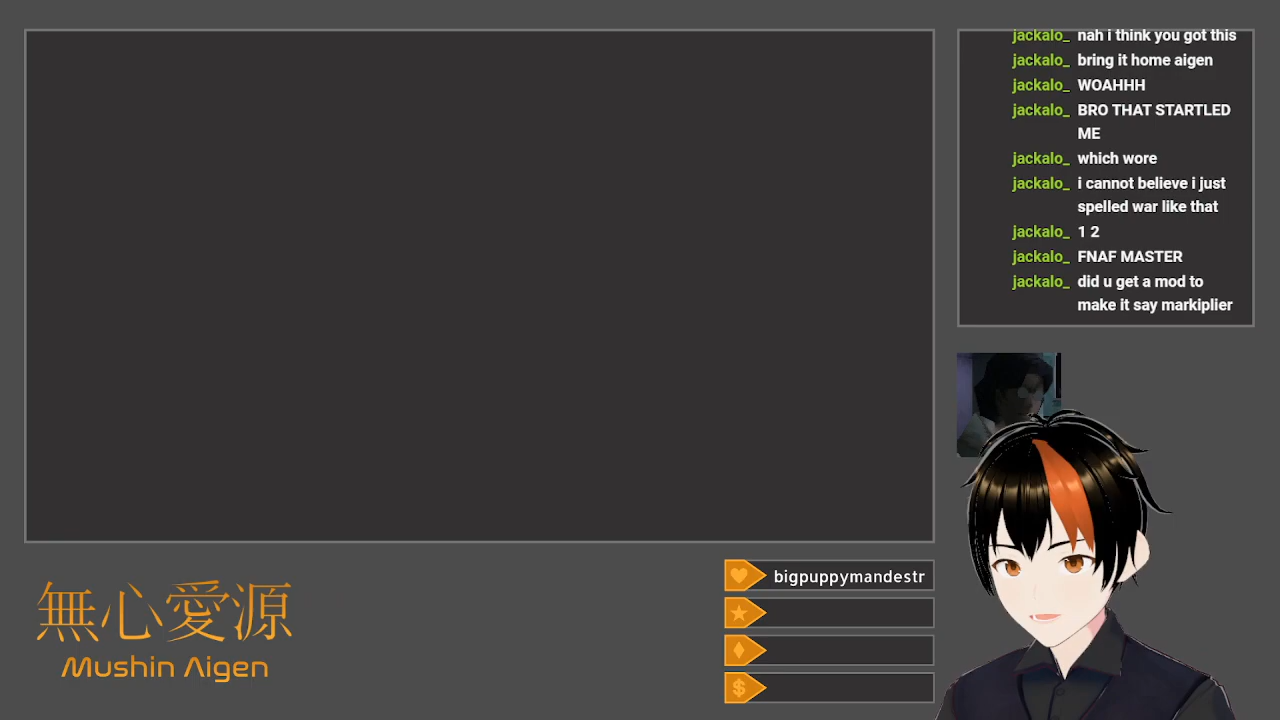 jackalo_ nah i think you got this
jackalo_ bring it home aigen
jackalo_ WOAHHH
jackalo_ BRO THAT STARTLED
ME
jackalo_ which wore
jackalo_ i cannot believe i just
spelled war like that
jackalo_ 1 2
jackalo_ FNAF MASTER
jackalo_ did u get a mod to
make it say markiplier
bigpuppymandestr
$
無心愛源
Mushin Aigen